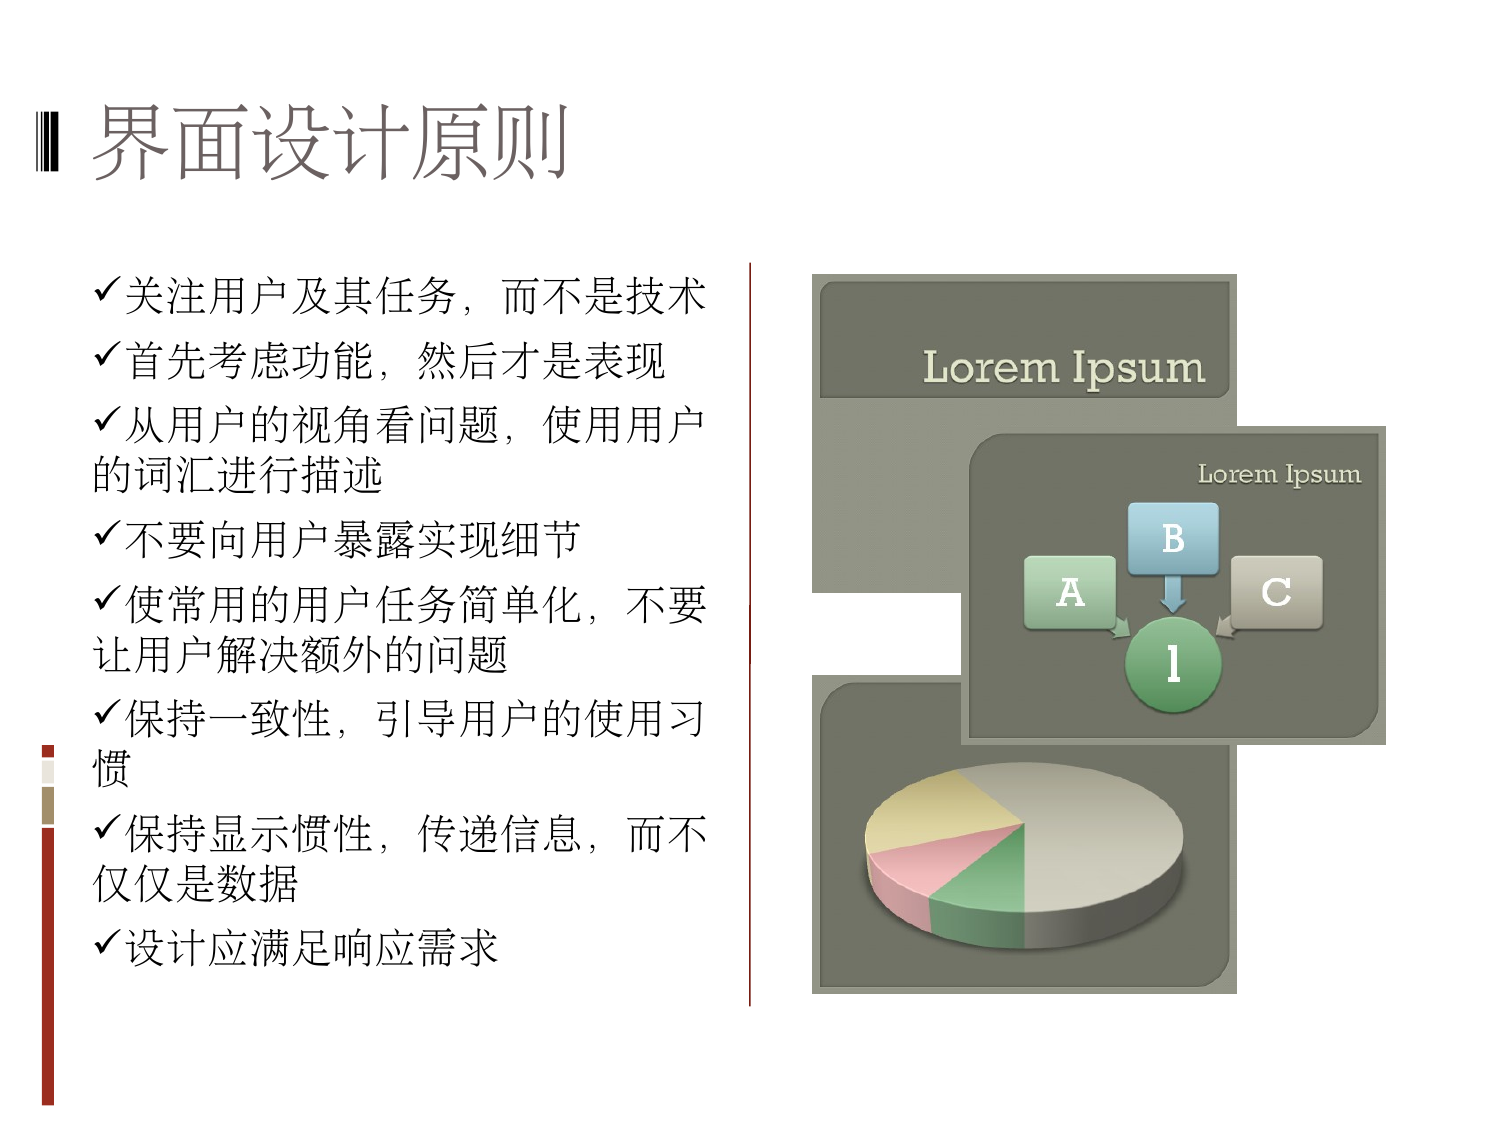 界面设计原则
✓关注用户及其任务，而不是技术
✓首先考虑功能，然后才是表现
✓从用户的视角看问题，使用用户
的词汇进行描述
✓不要向用户暴露实现细节
✓使常用的用户任务简单化，不要
让用户解决额外的问题
✓保持一致性，引导用户的使用习
惯
✓保持显示惯性，传递信息，而不
仅仅是数据
✓设计应满足响应需求
Lorem Ipsum
Lorem Ipsum
B
A
C
1